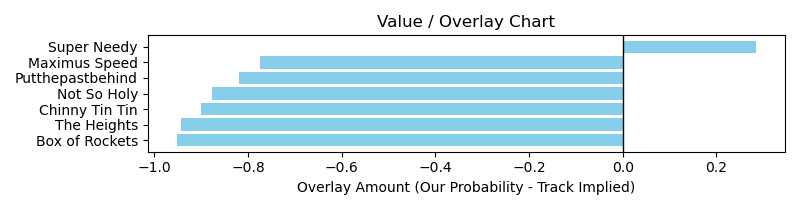 Value / Overlay Chart
Super Needy
Maximus Speed
Putthepastbehind
Not So Holy
Chinny Tin Tin
The Heights
Box of Rockets
−1.0 −0.8 −0.6 −0.4 −0.2 0.0 0.2
Overlay Amount (Our Probability - Track Implied)